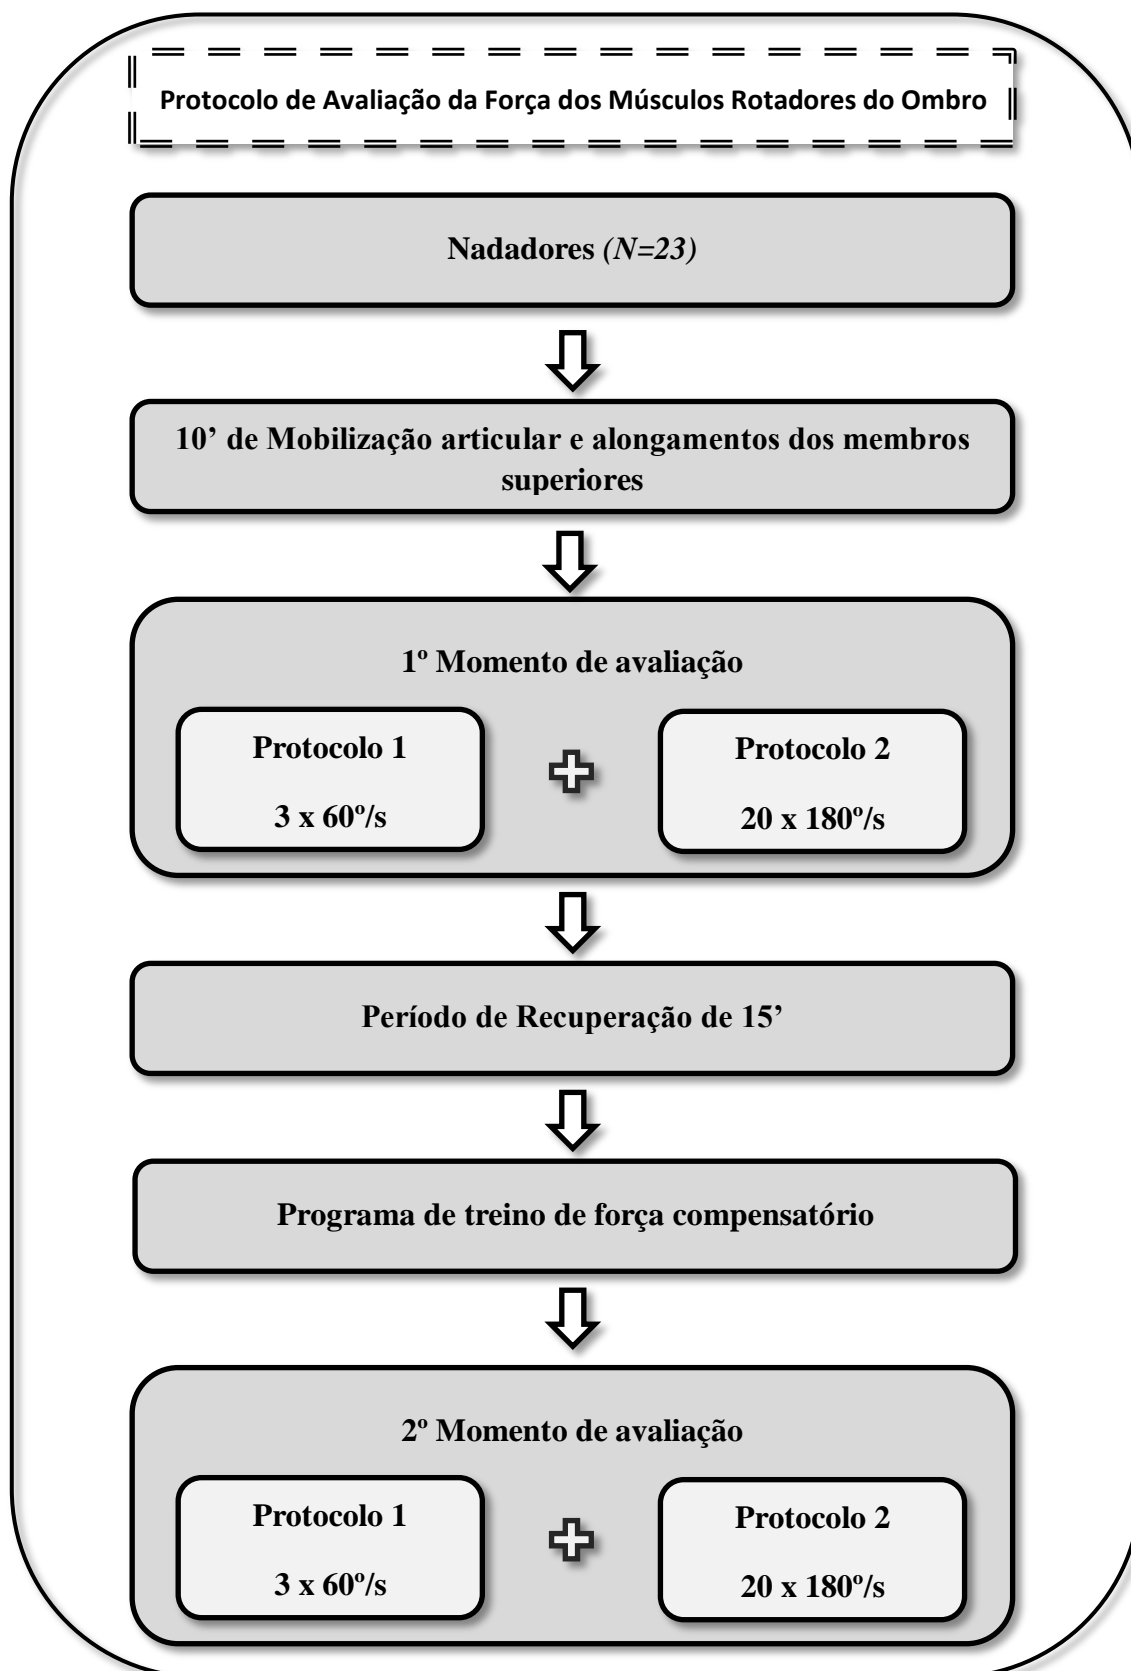 Protocolo de Avaliação da Força dos Músculos Rotadores do Ombro
Nadadores (N=23)
10’ de Mobilização articular e alongamentos dos membros
superiores
1º Momento de avaliação
Protocolo 1
3 x 60º/s
Protocolo 2
20 x 180º/s
Período de Recuperação de 15’
Programa de treino de força compensatório
2º Momento de avaliação
Protocolo 1
3 x 60º/s
Protocolo 2
20 x 180º/s